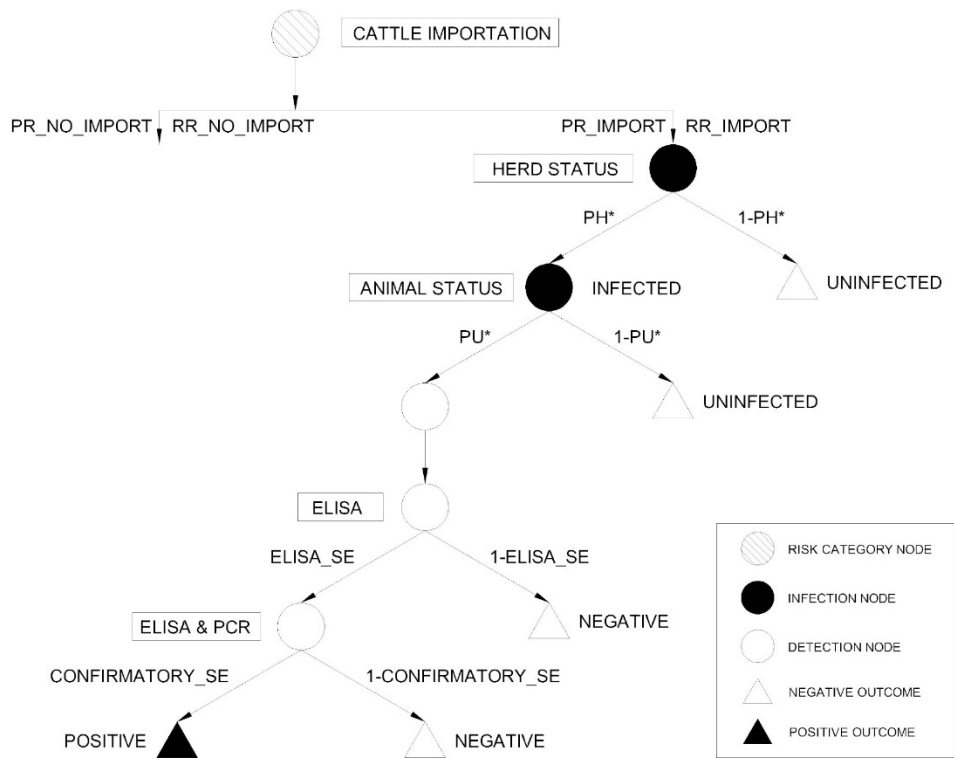 CATTLE IMPORTATION
PR_NO_IMPORT RR_NO_IMPORT PR_IMPORT RR_IMPORT
HERD STATUS
PH* 1-PH*
ANIMAL STATUS INFECTED UNINFECTED
PU* 1-PU*
UNINFECTED
ELISA
ELISA_SE 1-ELISA_SE
ELISA & PCR NEGATIVE
CONFIRMATORY_SE 1-CONFIRMATORY_SE
POSITIVE NEGATIVE
RISK CATEGORY NODE
INFECTION NODE
DETECTION NODE
NEGATIVE OUTCOME
POSITIVE OUTCOME